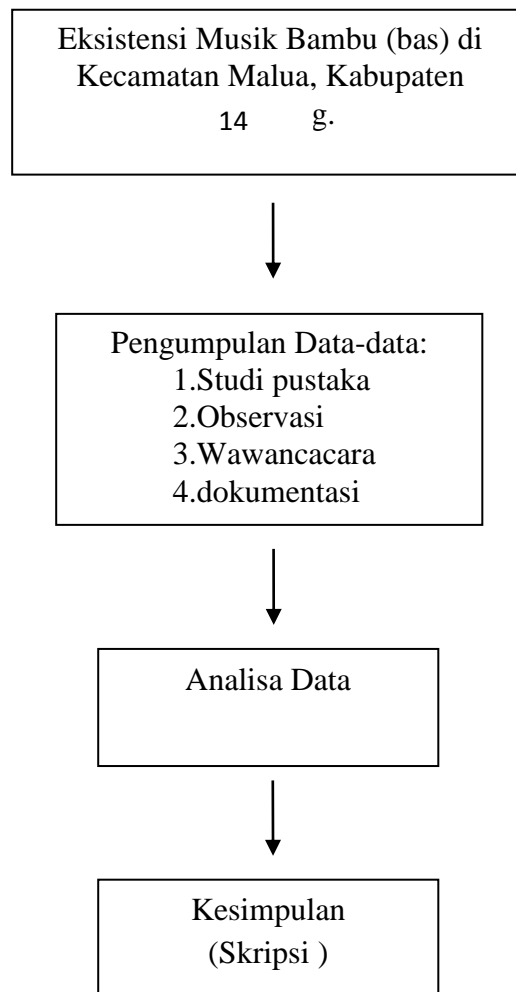 Eksistensi Musik Bambu (bas) di
Kecamatan Malua, Kabupaten
14 g.
Pengumpulan Data-data:
1.Studi pustaka
2.Observasi
3.Wawancacara
4.dokumentasi
Analisa Data
Kesimpulan
(Skripsi )